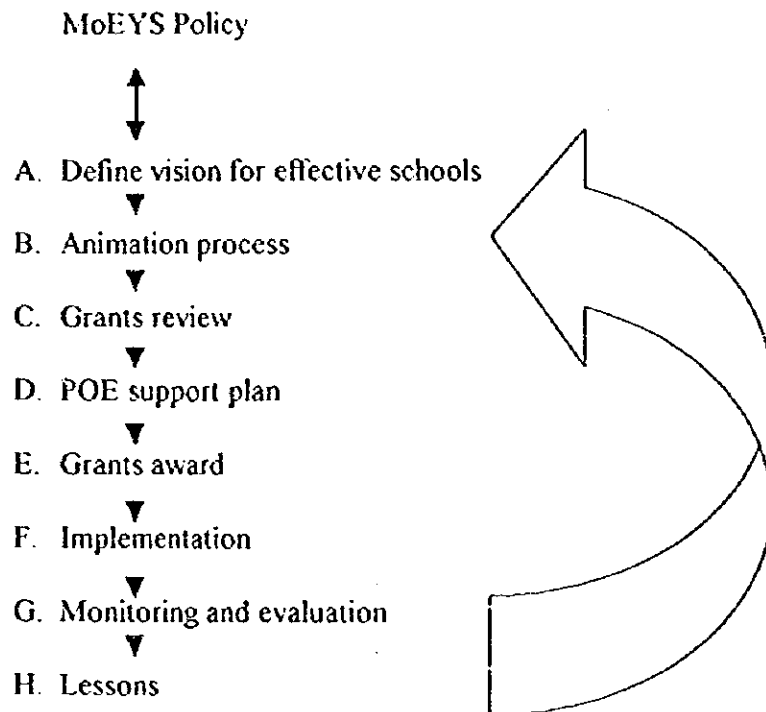 MoEYS Policy
A. Define vision for effective schools
B. Animation process
C. Grants review
D. POE support plan
E. Grants award
F. Implementation
G. Monitoring and evaluation
H. Lessons